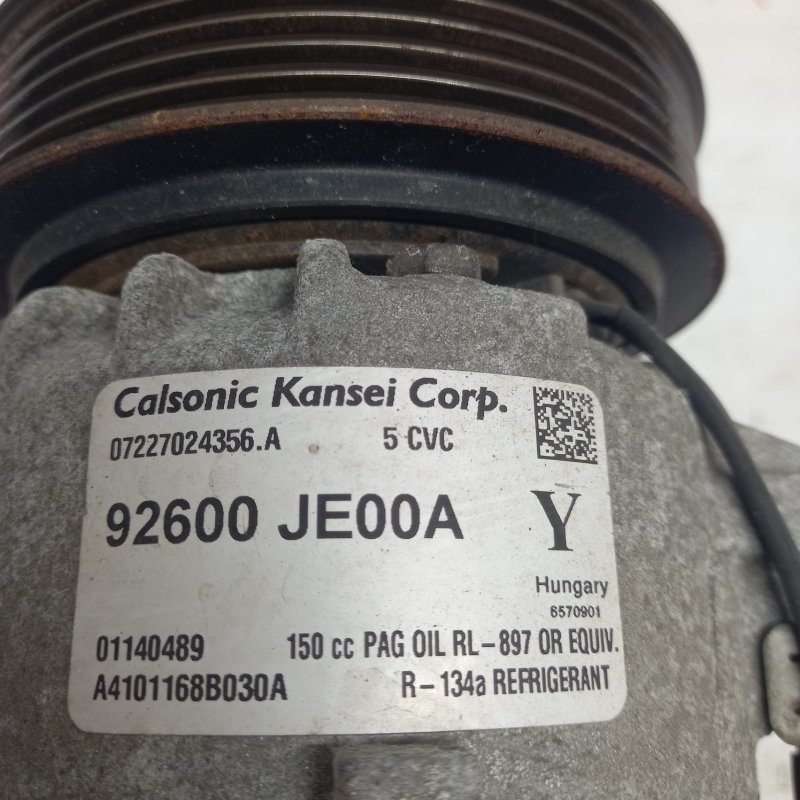 Calsonic Kansei Corp.
07227024356.A 5 CVC
92600 JE00A Y
Hungary
6570901
01140489 150 cc PAG OIL RL-897 OR EQUIV.
A4101168B030A R-134a REFRIGERANT